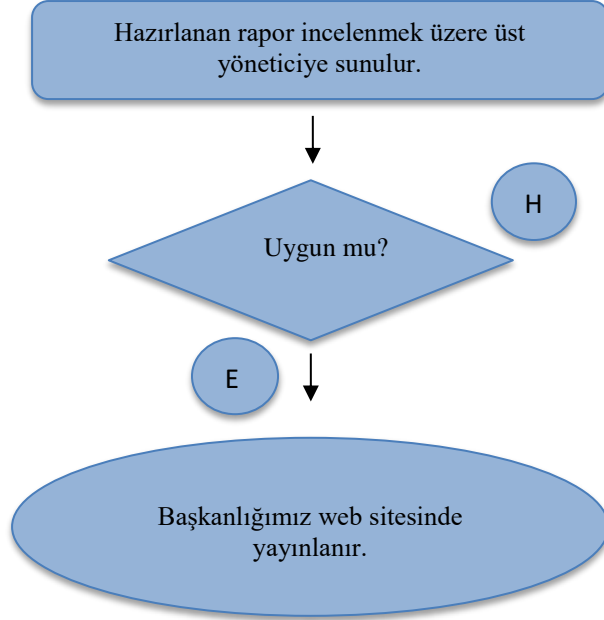 Hazırlanan rapor incelenmek üzere üst
yöneticiye sunulur.
H
Uygun mu?
E
Başkanlığımız web sitesinde
yayınlanır.